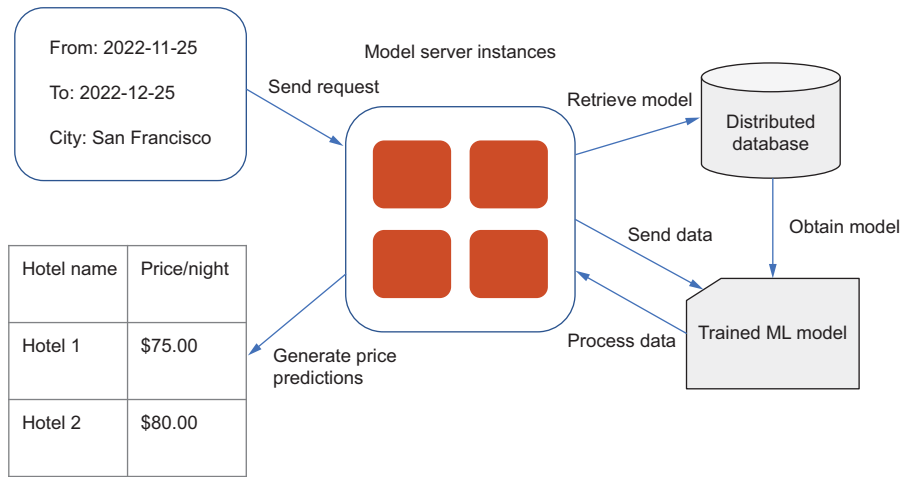 From: 2022-11-25
To: 2022-12-25
City: San Francisco
Send request
Model server instances
Retrieve model
Distributed
database
Obtain model
Send data
Trained ML model
Process data
Generate price
predictions
Hotel name Price/night
Hotel 1 $75.00
Hotel 2 $80.00